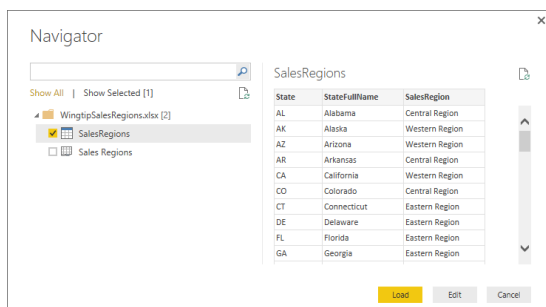 Navigator
Show All | Show Selected [1]
WingtipSalesRegions.xlsx [2]
SalesRegions
Sales Regions
SalesRegions
State StateFullName SalesRegion
AL Alabama Central Region
AK Alaska Western Region
AZ Arizona Western Region
AR Arkansas Central Region
CA California Western Region
CO Colorado Central Region
CT Connecticut Eastern Region
DE Delaware Eastern Region
FL Florida Eastern Region
GA Georgia Eastern Region
Load Edit Cancel